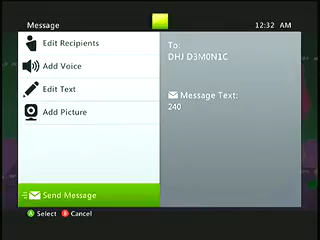 Message
12:32 AM
Edit Recipients
Add Voice
Edit Text
Add Picture
Send Message
To:
DHJ D3M0N1C
Message Text:
240
A Select B Cancel